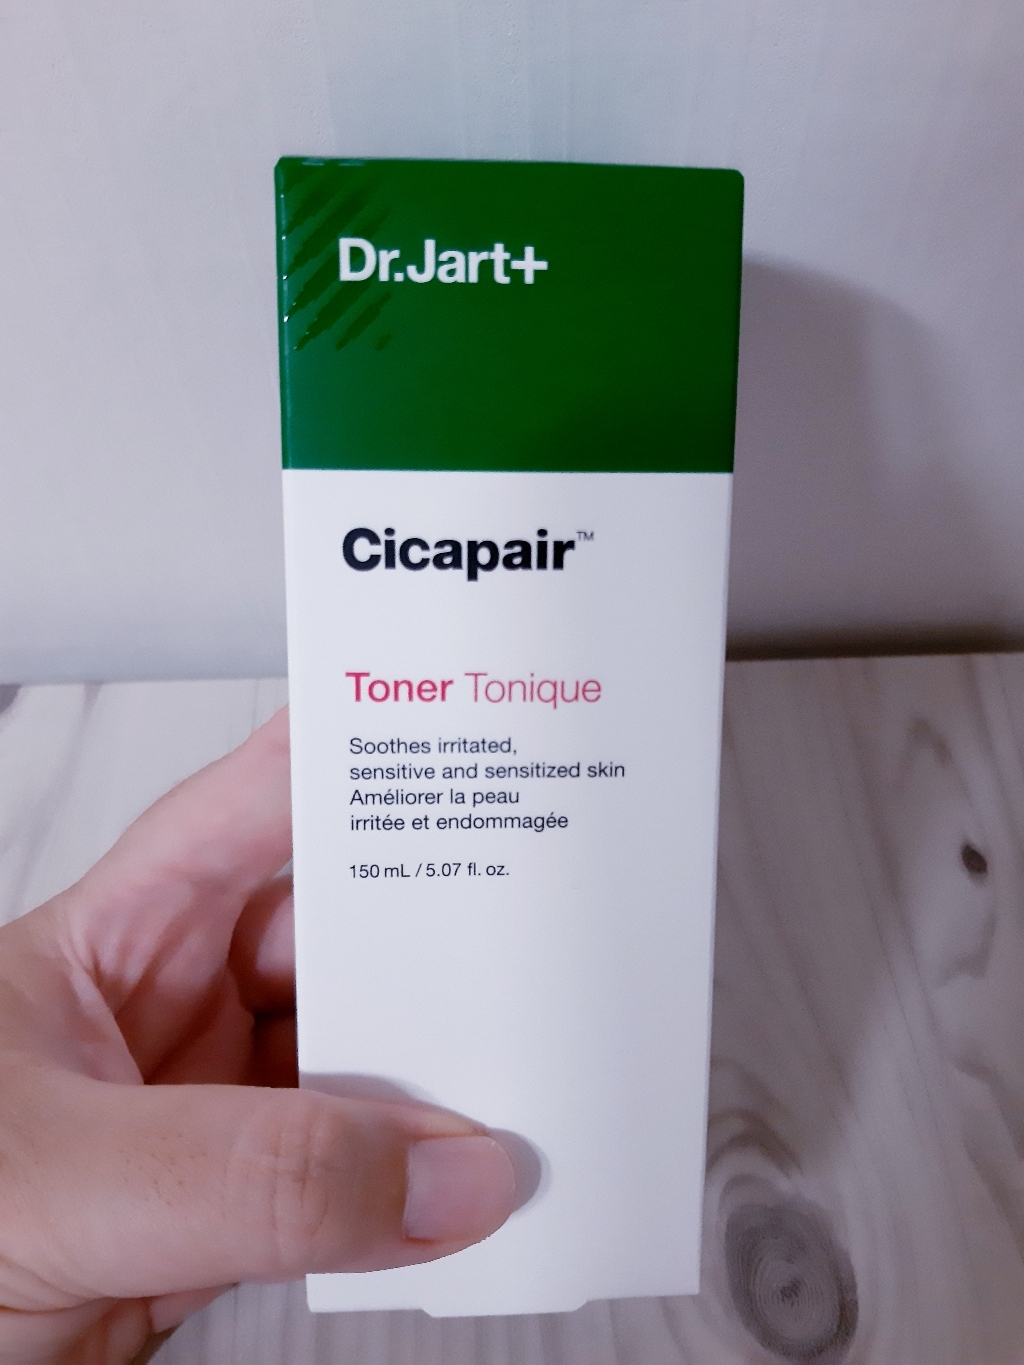 Dr.Jart+
Cicapair™
Toner Tonique
Soothes irritated,
sensitive and sensitized skin
Améliorer la peau
irritée et endommagée
150 mL / 5.07 fl. oz.